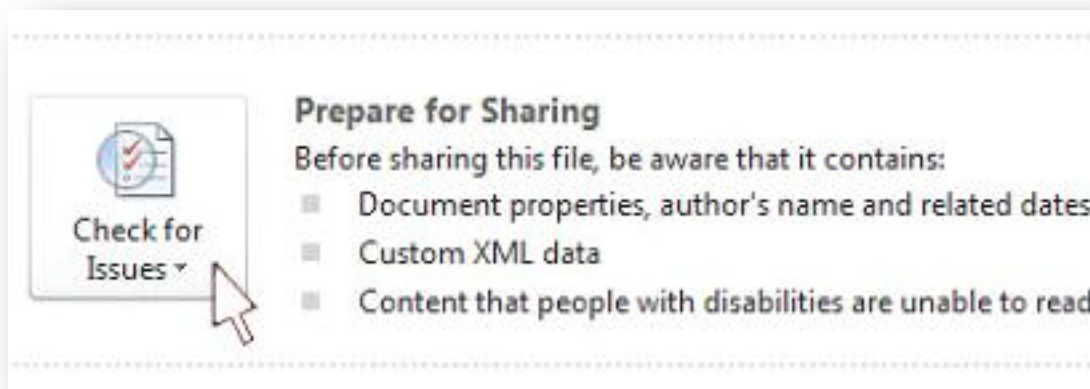 Prepare for Sharing
Before sharing this file, be aware that it contains:
Document properties, author's name and related dates
Custom XML data
Content that people with disabilities are unable to read
Check for
Issues